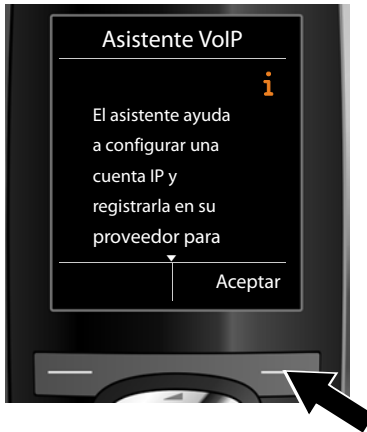 Asistente VoIP
i
El asistente ayuda
a configurar una
cuenta IP y
registrarla en su
proveedor para
Aceptar